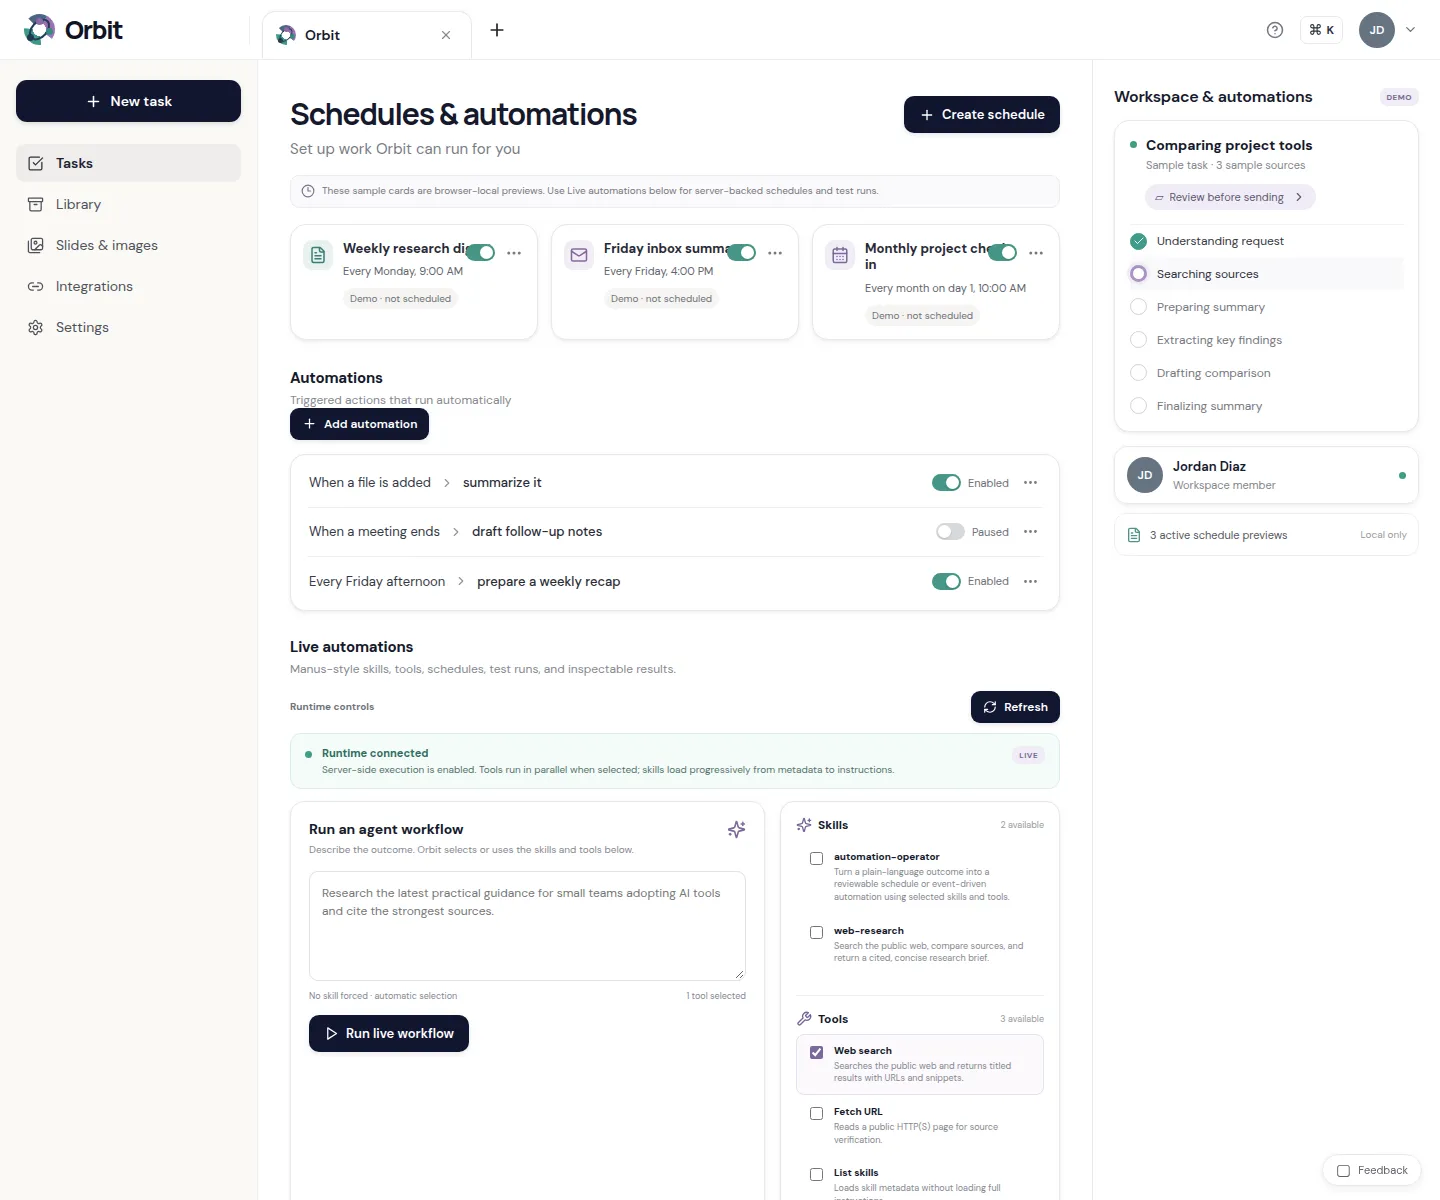 Orbit
Orbit
⌘ K
JD
New task
Tasks
Library
Slides & images
Integrations
Settings
Schedules & automations
Set up work Orbit can run for you
Create schedule
These sample cards are browser-local previews. Use Live automations below for server-backed schedules and test runs.
Weekly research dig
Every Monday, 9:00 AM
Demo · not scheduled
Friday inbox summa
Every Friday, 4:00 PM
Demo · not scheduled
Monthly project check-
in
Every month on day 1, 10:00 AM
Demo · not scheduled
Automations
Triggered actions that run automatically
Add automation
When a file is added > summarize it
Enabled
When a meeting ends > draft follow-up notes
Paused
Every Friday afternoon > prepare a weekly recap
Enabled
Live automations
Manus-style skills, tools, schedules, test runs, and inspectable results.
Runtime controls
Refresh
Runtime connected
Server-side execution is enabled. Tools run in parallel when selected; skills load progressively from metadata to instructions.
LIVE
Run an agent workflow
Describe the outcome. Orbit selects or uses the skills and tools below.
Research the latest practical guidance for small teams adopting AI tools
and cite the strongest sources.
No skill forced · automatic selection
1 tool selected
Run live workflow
Skills
2 available
automation-operator
Turn a plain-language outcome into a
reviewable schedule or event-driven
automation using selected skills and tools.
web-research
Search the public web, compare sources, and
return a cited, concise research brief.
Tools
3 available
Web search
Searches the public web and returns titled
results with URLs and snippets.
Fetch URL
Reads a public HTTP(S) page for source
verification.
List skills
Loads skill metadata without loading full
instructions.
Workspace & automations
DEMO
Comparing project tools
Sample task · 3 sample sources
Review before sending
Understanding request
Searching sources
Preparing summary
Extracting key findings
Drafting comparison
Finalizing summary
JD
Jordan Diaz
Workspace member
3 active schedule previews
Local only
Feedback